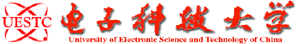 UESTC
电子科技大学
University of Electronic Science and Technology of China